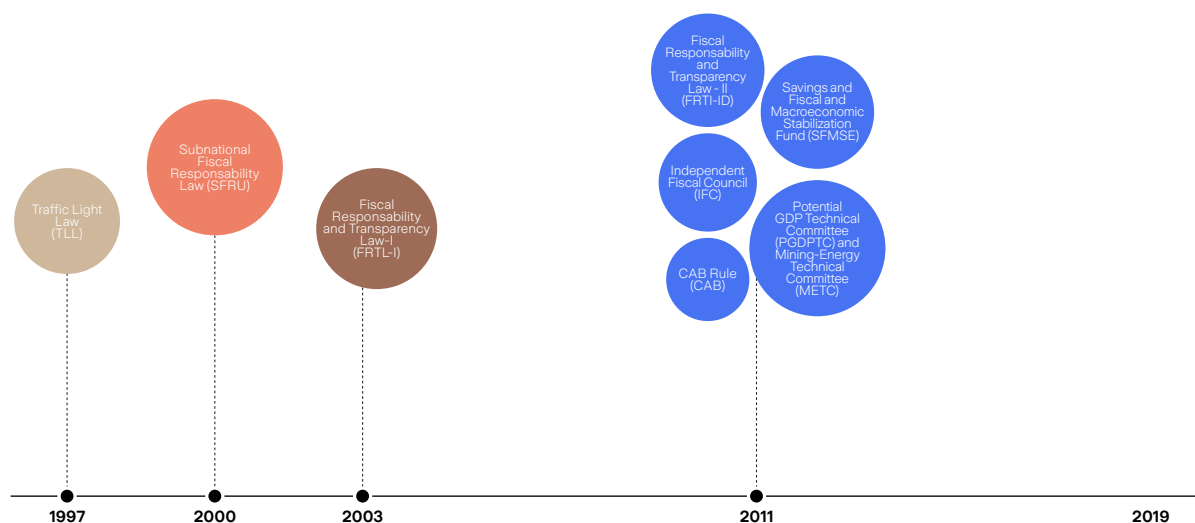 Traffic Light
Law
(TLL)
Subnational
Fiscal
Responsability
Law (SFRU)
Fiscal
Responsability
and Transparency
Law-I
(FRTL-I)
Fiscal
Responsability
and
Transparency
Law - II
(FRTI-ID)
Savings and
Fiscal and
Macroeconomic
Stabilization
Fund (SFMSE)
Independent
Fiscal Council
(IFC)
Potential
GDP Technical
Committee
(PGDPTC) and
Mining-Energy
Technical
Committee
(METC)
CAB Rule
(CAB)
1997
2000
2003
2011
2019